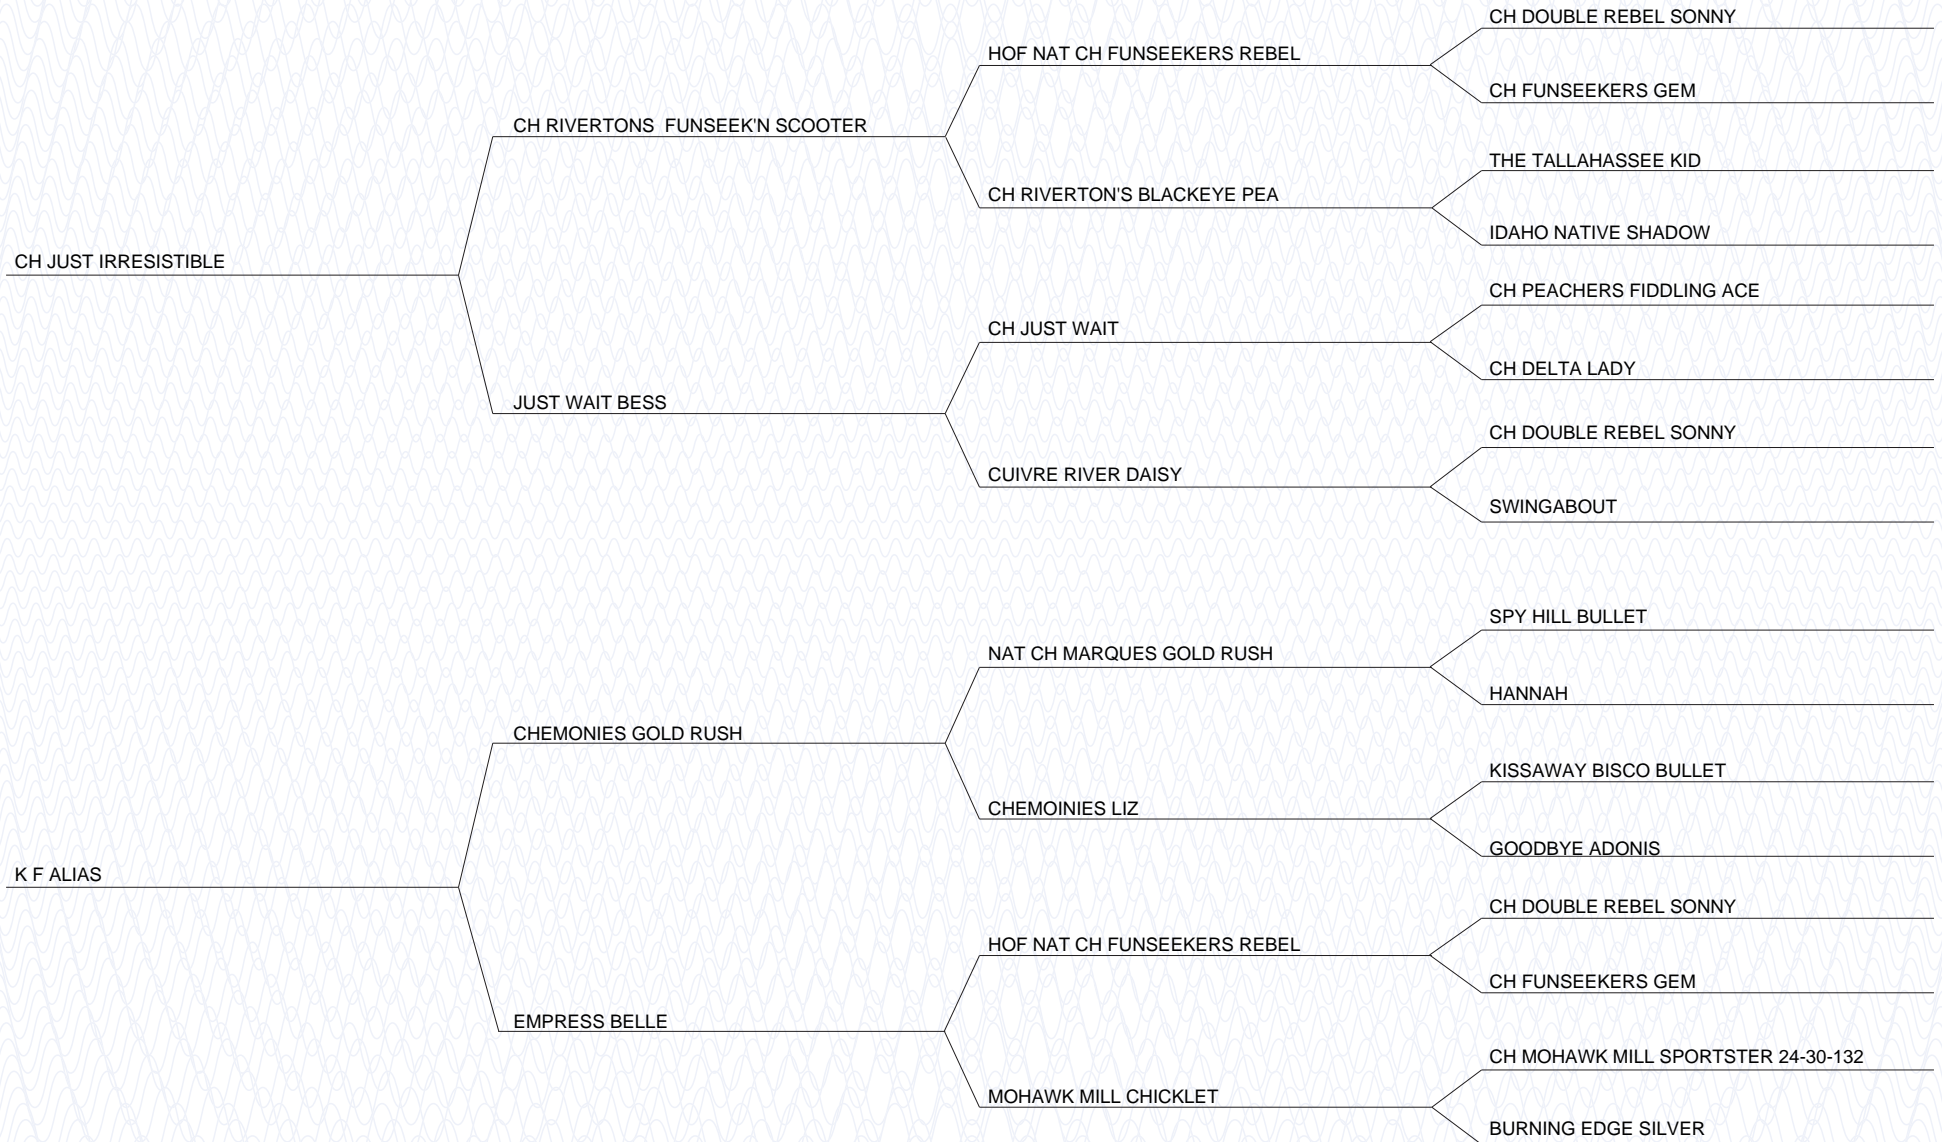 CH DOUBLE REBEL SONNY
HOF NAT CH FUNSEEKERS REBEL
CH FUNSEEKERS GEM
CH RIVERTONS  FUNSEEK'N SCOOTER
THE TALLAHASSEE KID
CH RIVERTON'S BLACKEYE PEA
IDAHO NATIVE SHADOW
CH JUST IRRESISTIBLE
CH PEACHERS FIDDLING ACE
CH JUST WAIT
CH DELTA LADY
JUST WAIT BESS
CH DOUBLE REBEL SONNY
CUIVRE RIVER DAISY
SWINGABOUT
SPY HILL BULLET
NAT CH MARQUES GOLD RUSH
HANNAH
CHEMONIES GOLD RUSH
KISSAWAY BISCO BULLET
CHEMOINIES LIZ
GOODBYE ADONIS
K F ALIAS
CH DOUBLE REBEL SONNY
HOF NAT CH FUNSEEKERS REBEL
CH FUNSEEKERS GEM
EMPRESS BELLE
CH MOHAWK MILL SPORTSTER 24-30-132
MOHAWK MILL CHICKLET
BURNING EDGE SILVER